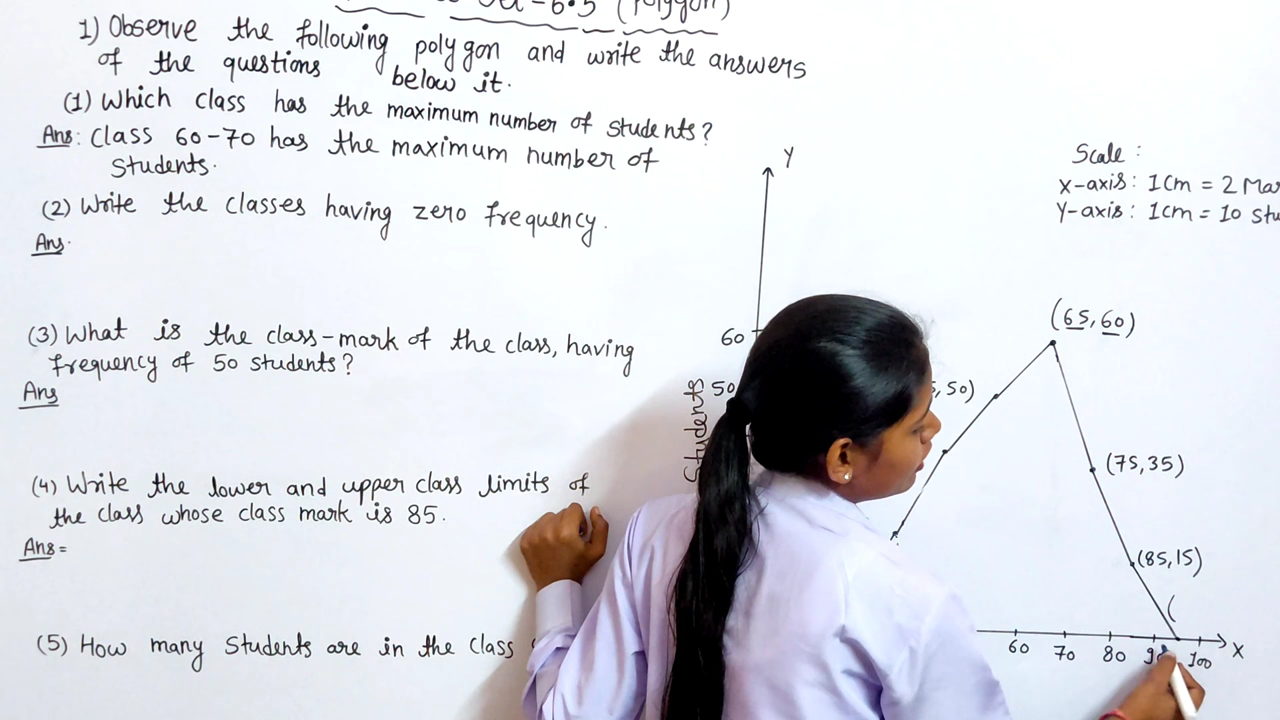 (Polygon)
1) Observe the following polygon and write the answers
of the questions below it.
(1) Which class has the maximum number of students?
Ans: Class 60-70 has the maximum number of
Students.
(2) Write the classes having zero frequency.
Ans.
(3) What is the class-mark of the class, having
frequency of 50 students?
Ans
(4) Write the lower and upper class limits of
the class whose class mark is 85.
Ans =
(5) How many Students are in the class
Y
Scale :
X-axis : 1cm = 2
Y-axis : 1cm = 10
60
50
Students
(65, 60)
, 50)
(75, 35)
(85, 15)
(
60 70 80 100 X